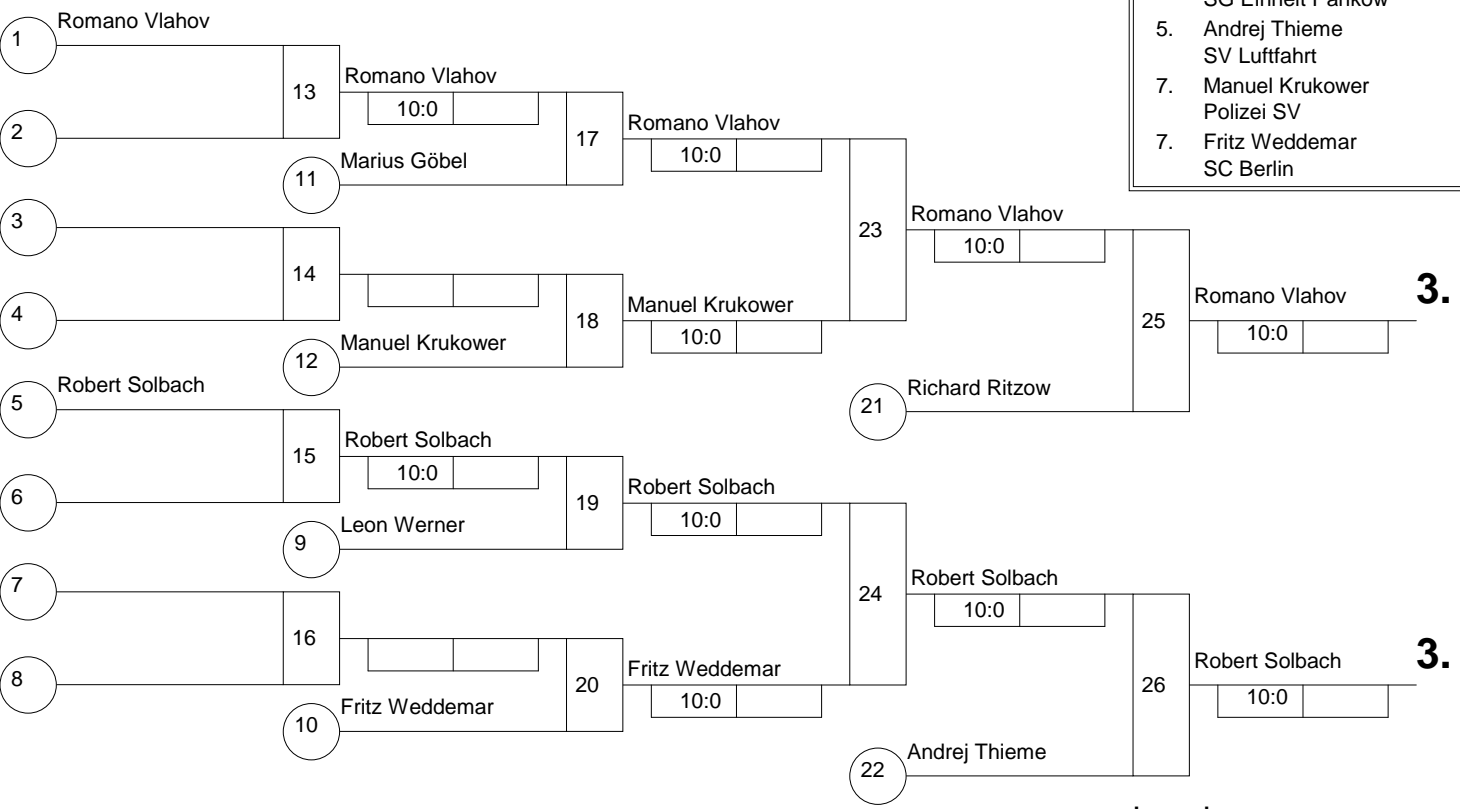 SG Einheit Pankow
5. Andrej Thieme
SV Luftfahrt
7. Manuel Krukower
Polizei SV
7. Fritz Weddemar
SC Berlin
1 Romano Vlahov
2
13 Romano Vlahov
10:0
11 Marius Göbel
17 Romano Vlahov
10:0
3
4
14
12 Manuel Krukower
18 Manuel Krukower
10:0
23 Romano Vlahov
10:0
21 Richard Ritzow
25 Romano Vlahov 3.
10:0
5 Robert Solbach
6
15 Robert Solbach
10:0
9 Leon Werner
19 Robert Solbach
10:0
7
8
16
10 Fritz Weddemar
20 Fritz Weddemar
10:0
24 Robert Solbach
10:0
22 Andrej Thieme
26 Robert Solbach 3.
10:0